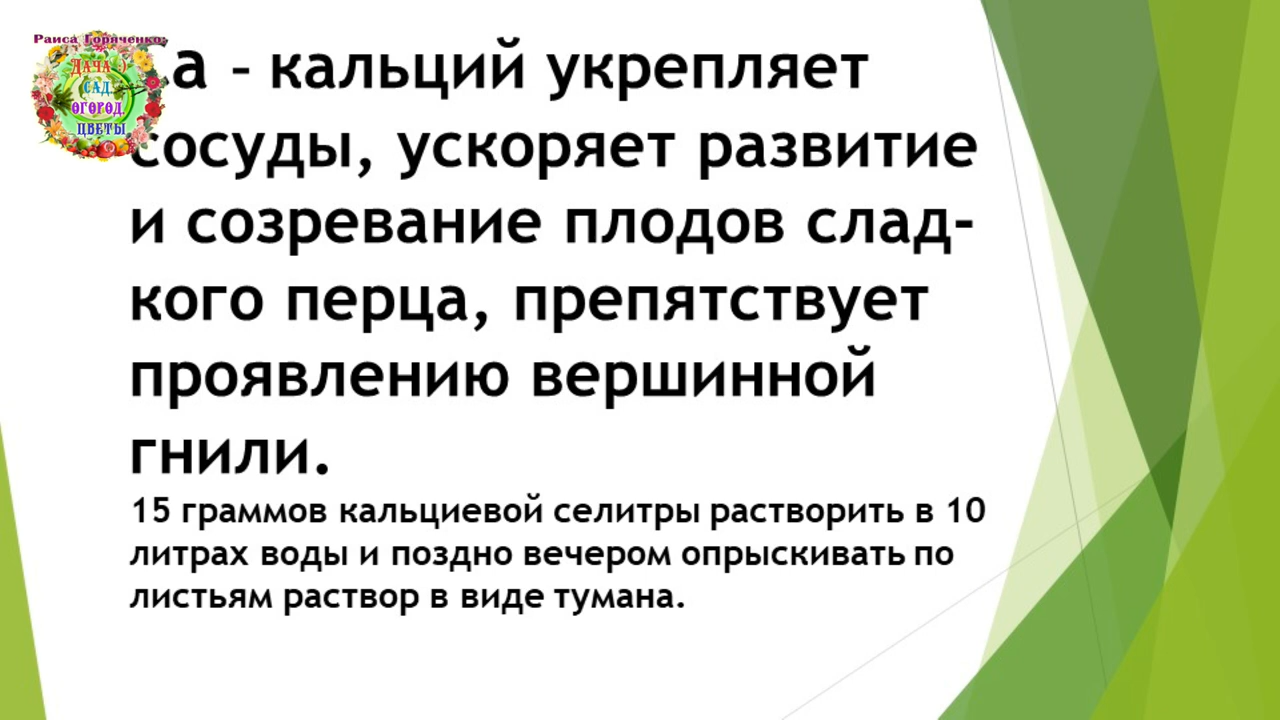 Раиса Горяченко:
ДАЧА :)
САД,
ОГОРОД,
ЦВЕТЫ
Са – кальций укрепляет
сосуды, ускоряет развитие
и созревание плодов слад-
кого перца, препятствует
проявлению вершинной
гнили.
15 граммов кальциевой селитры растворить в 10
литрах воды и поздно вечером опрыскивать по
листьям раствор в виде тумана.